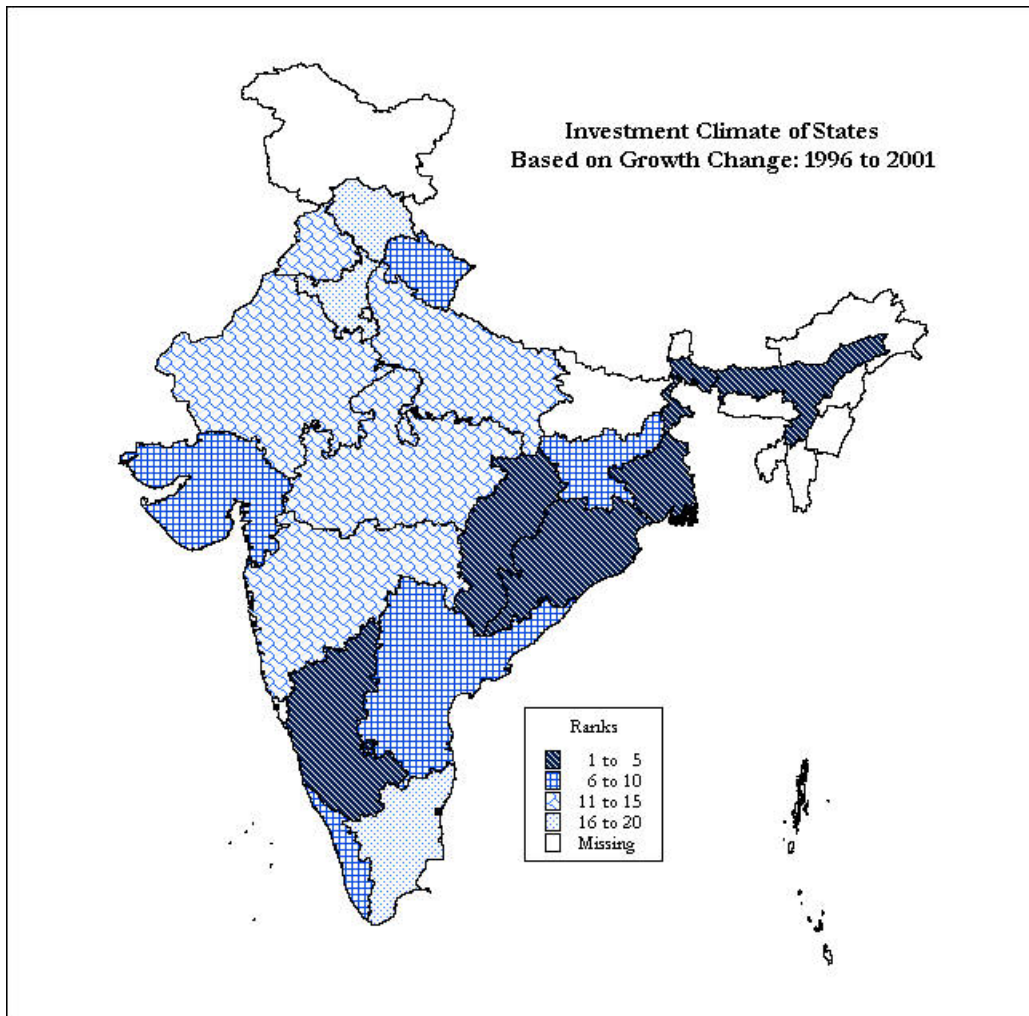 Investment Climate of States
Based on Growth Change: 1996 to 2001
Ranks
1 to 5
6 to 10
11 to 15
16 to 20
Missing